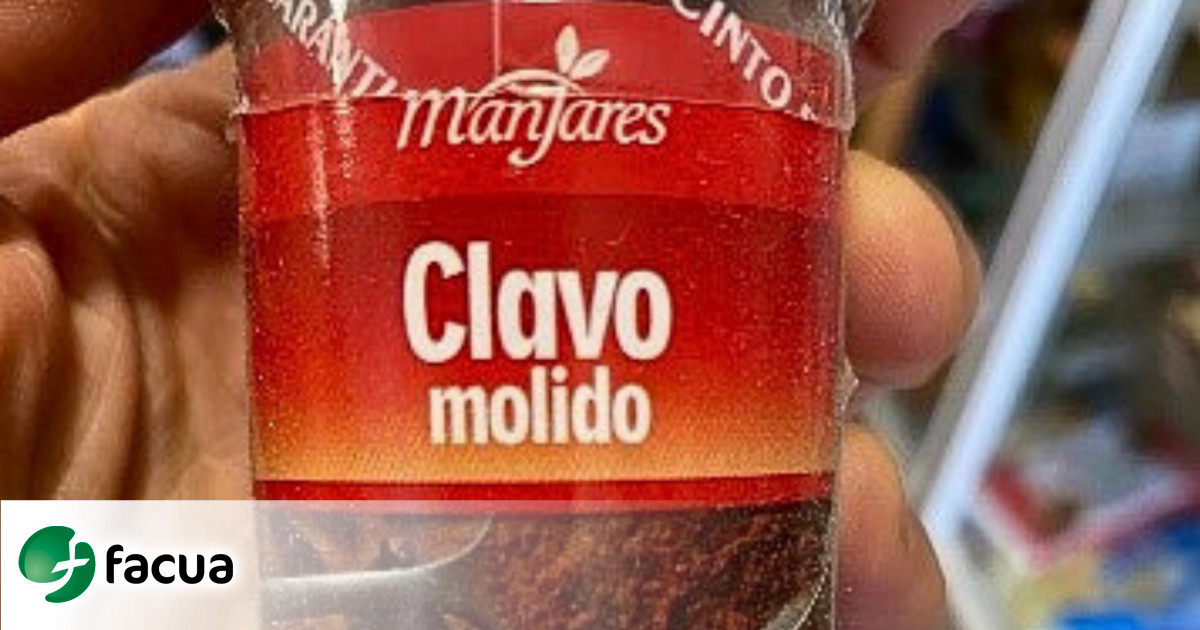 Manjares
Clavo
molido
facua